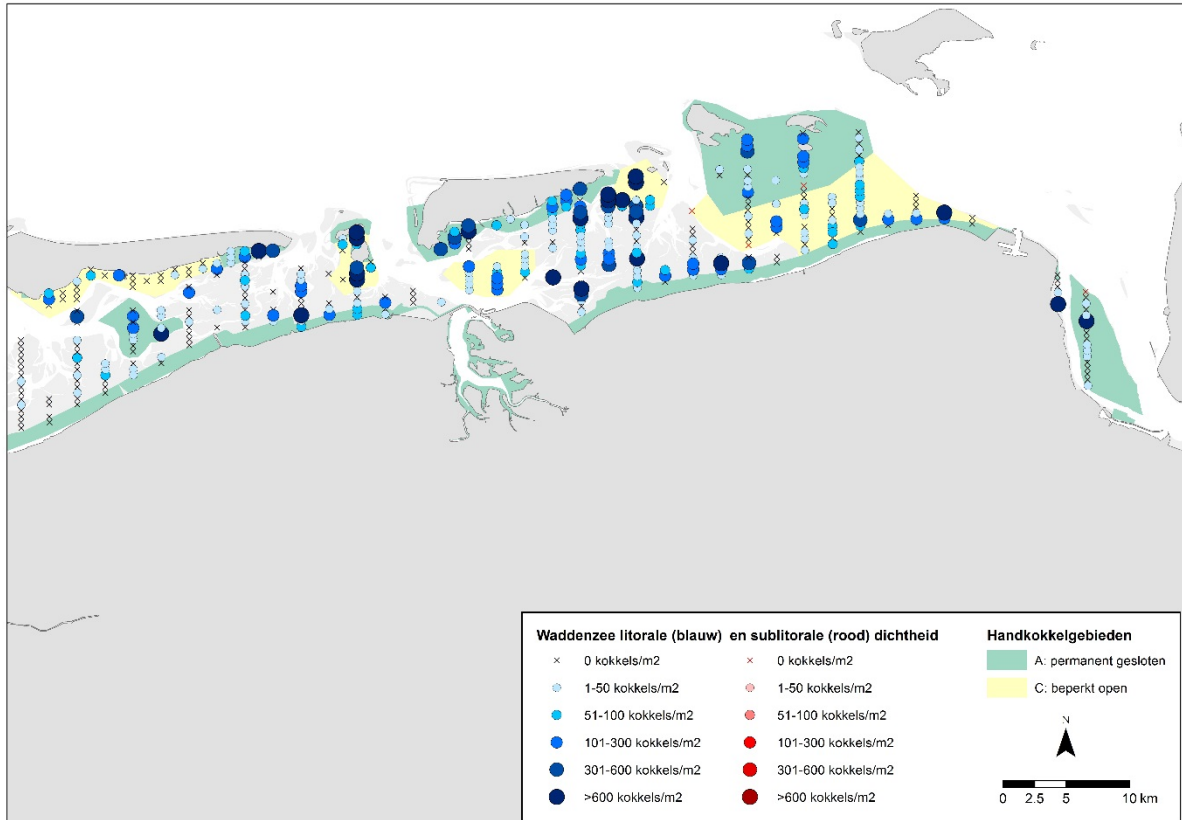 Waddenzee litorale (blauw) en sublitorale (rood) dichtheid
0 kokkels/m2 0 kokkels/m2
1-50 kokkels/m2 1-50 kokkels/m2
51-100 kokkels/m2 51-100 kokkels/m2
101-300 kokkels/m2 101-300 kokkels/m2
301-600 kokkels/m2 301-600 kokkels/m2
>600 kokkels/m2 >600 kokkels/m2
Handkokkelgebieden
A: permanent gesloten
C: beperkt open
N
0 2.5 5 10 km